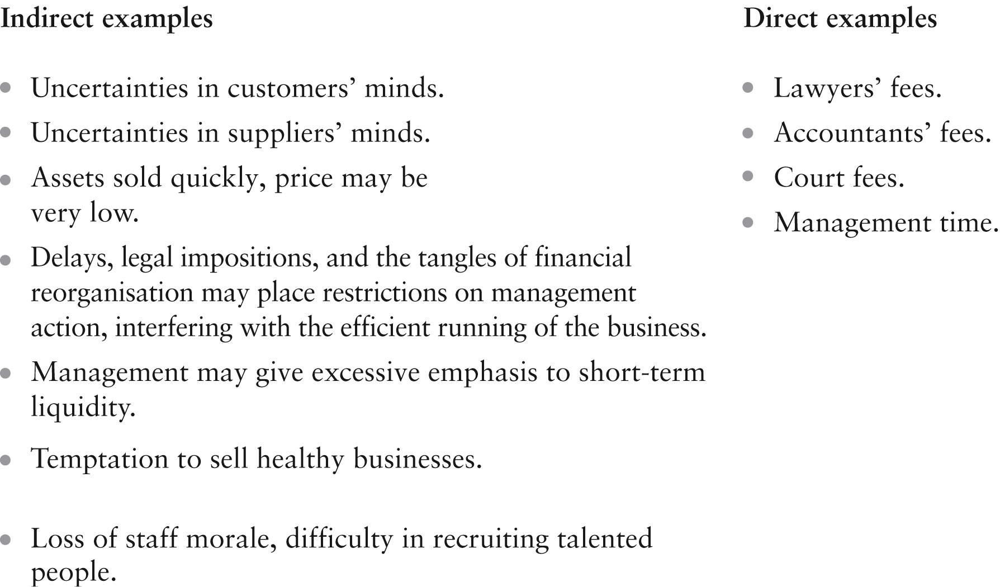 Indirect examples
• Uncertainties in customers’ minds.
• Uncertainties in suppliers’ minds.
• Assets sold quickly, price may be
very low.
• Delays, legal impositions, and the tangles of financial
reorganisation may place restrictions on management
action, interfering with the efficient running of the business.
• Management may give excessive emphasis to short-term
liquidity.
• Temptation to sell healthy businesses.
• Loss of staff morale, difficulty in recruiting talented
people.
Direct examples
• Lawyers’ fees.
• Accountants’ fees.
• Court fees.
• Management time.